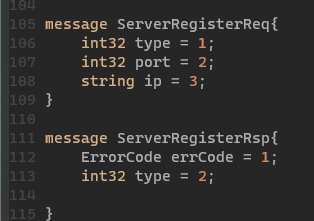 104
105 message ServerRegisterReq{
106     int32 type = 1;
107     int32 port = 2;
108     string ip = 3;
109 }
110
111 message ServerRegisterRsp{
112     ErrorCode errCode = 1;
113     int32 type = 2;
114
115 }